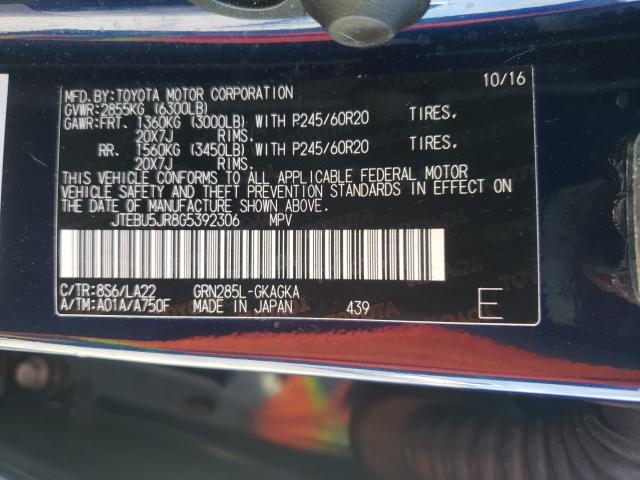 MFD.BY:TOYOTA MOTOR CORPORATION 10/16
GVWR:2855KG (6300LB)
GAWR:FRT. 1360KG (3000LB) WITH P245/60R20 TIRES.
20X7J RIMS.
RR. 1560KG (3450LB) WITH P245/60R20 TIRES.
20X7J RIMS.
THIS VEHICLE CONFORMS TO ALL APPLICABLE FEDERAL MOTOR
VEHICLE SAFETY AND THEFT PREVENTION STANDARDS IN EFFECT ON
THE DATE OF MANUFACTURE SHOWN ABOVE.
JTEBU5JR8G5392306 MPV
C/TR:8S6/LA22 GRN285L-GKAGKA
A/TM:A01A/A750F MADE IN JAPAN 439 E